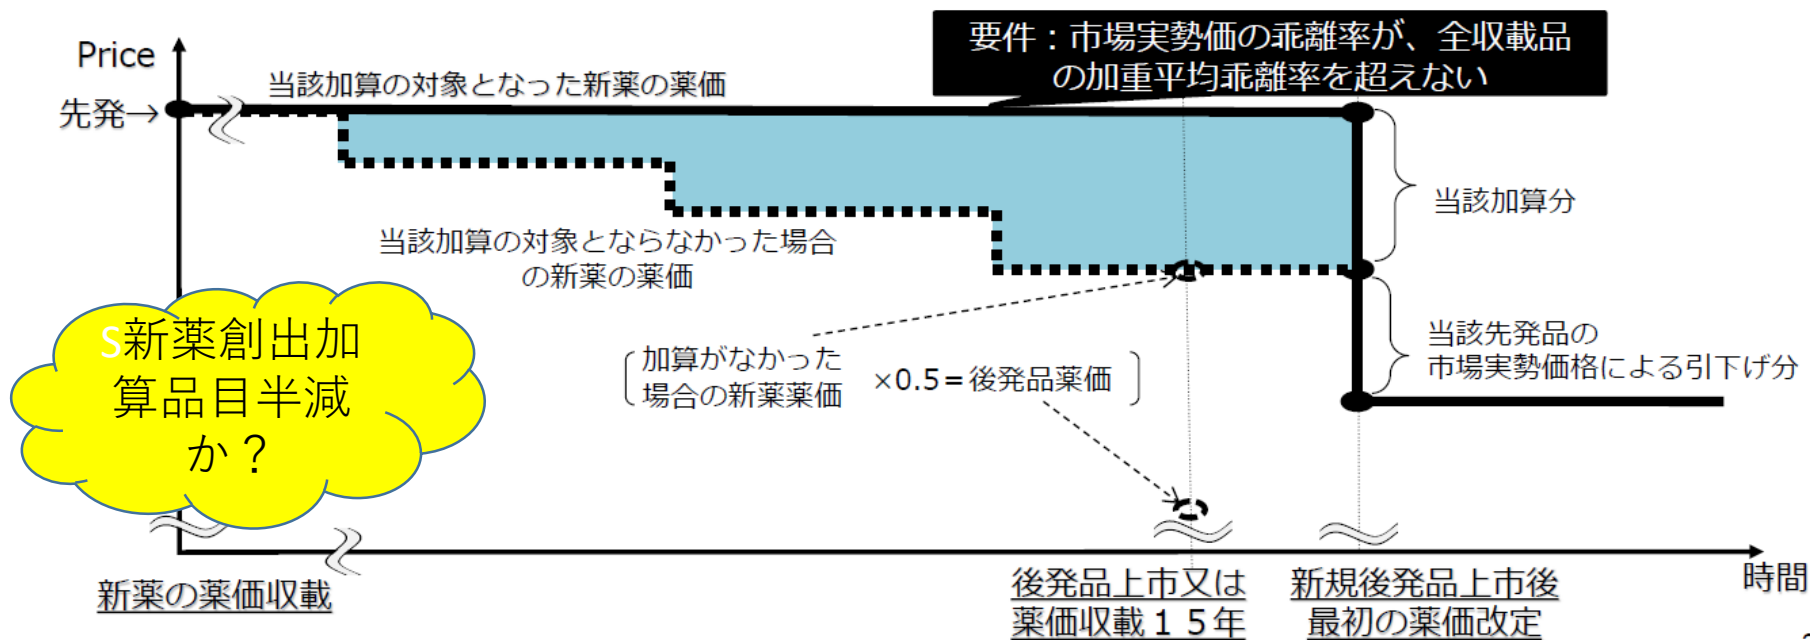 要件：市場実勢価の乖離率が、全収載品
の加重平均乖離率を超えない
Price
当該加算の対象となった新薬の薬価
先発→
当該加算分
当該加算の対象とならなかった場合
の新薬の薬価
S新薬創出加
算品目半減
か？
加算がなかった
場合の新薬薬価
×0.5＝後発品薬価
当該先発品の
市場実勢価格による引下げ分
新薬の薬価収載
後発品上市又は
薬価収載１５年
新規後発品上市後
最初の薬価改定
時間